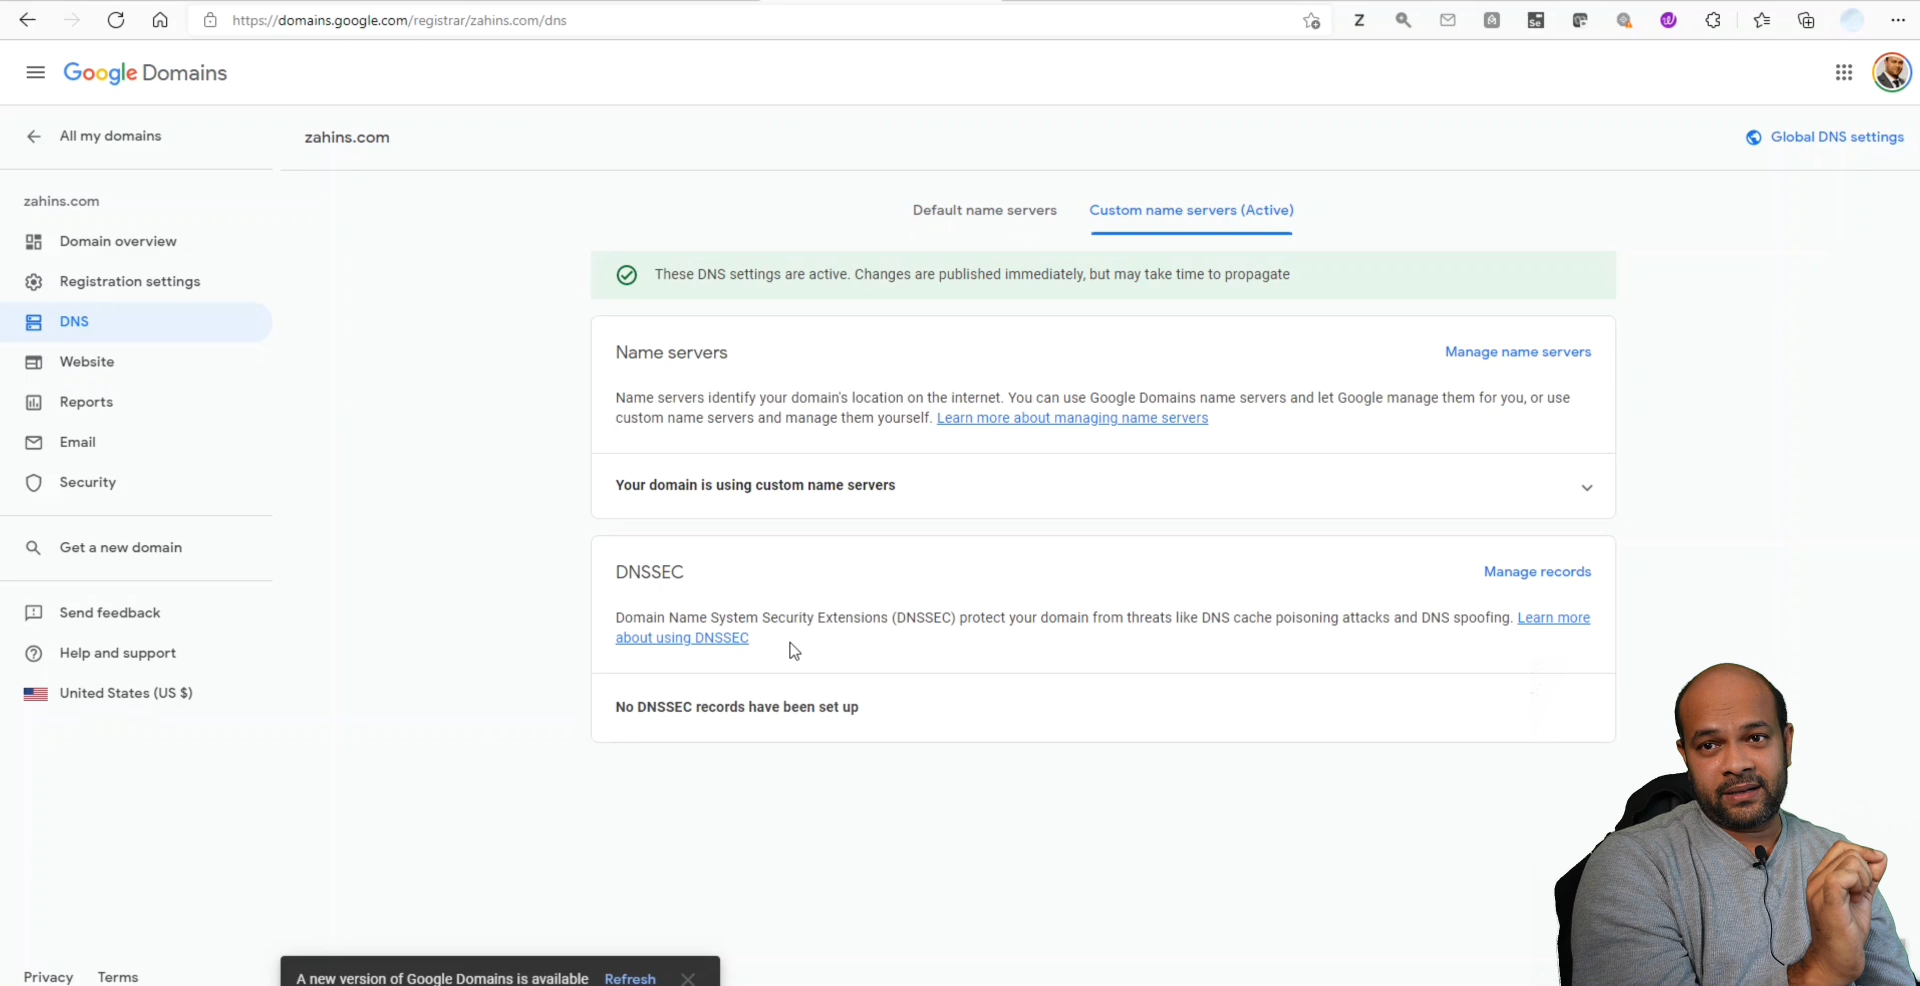 https://domains.google.com/registrar/zahins.com/dns
Z
Se
Google Domains
All my domains
zahins.com
Global DNS settings
zahins.com
Domain overview
Registration settings
DNS
Website
Reports
Email
Security
Get a new domain
Send feedback
Help and support
United States (US $)
Default name servers
Custom name servers (Active)
These DNS settings are active. Changes are published immediately, but may take time to propagate
Name servers
Manage name servers
Name servers identify your domain's location on the internet. You can use Google Domains name servers and let Google manage them for you, or use
custom name servers and manage them yourself. Learn more about managing name servers
Your domain is using custom name servers
DNSSEC
Manage records
Domain Name System Security Extensions (DNSSEC) protect your domain from threats like DNS cache poisoning attacks and DNS spoofing. Learn more
about using DNSSEC
No DNSSEC records have been set up
Privacy Terms
A new version of Google Domains is available Refresh